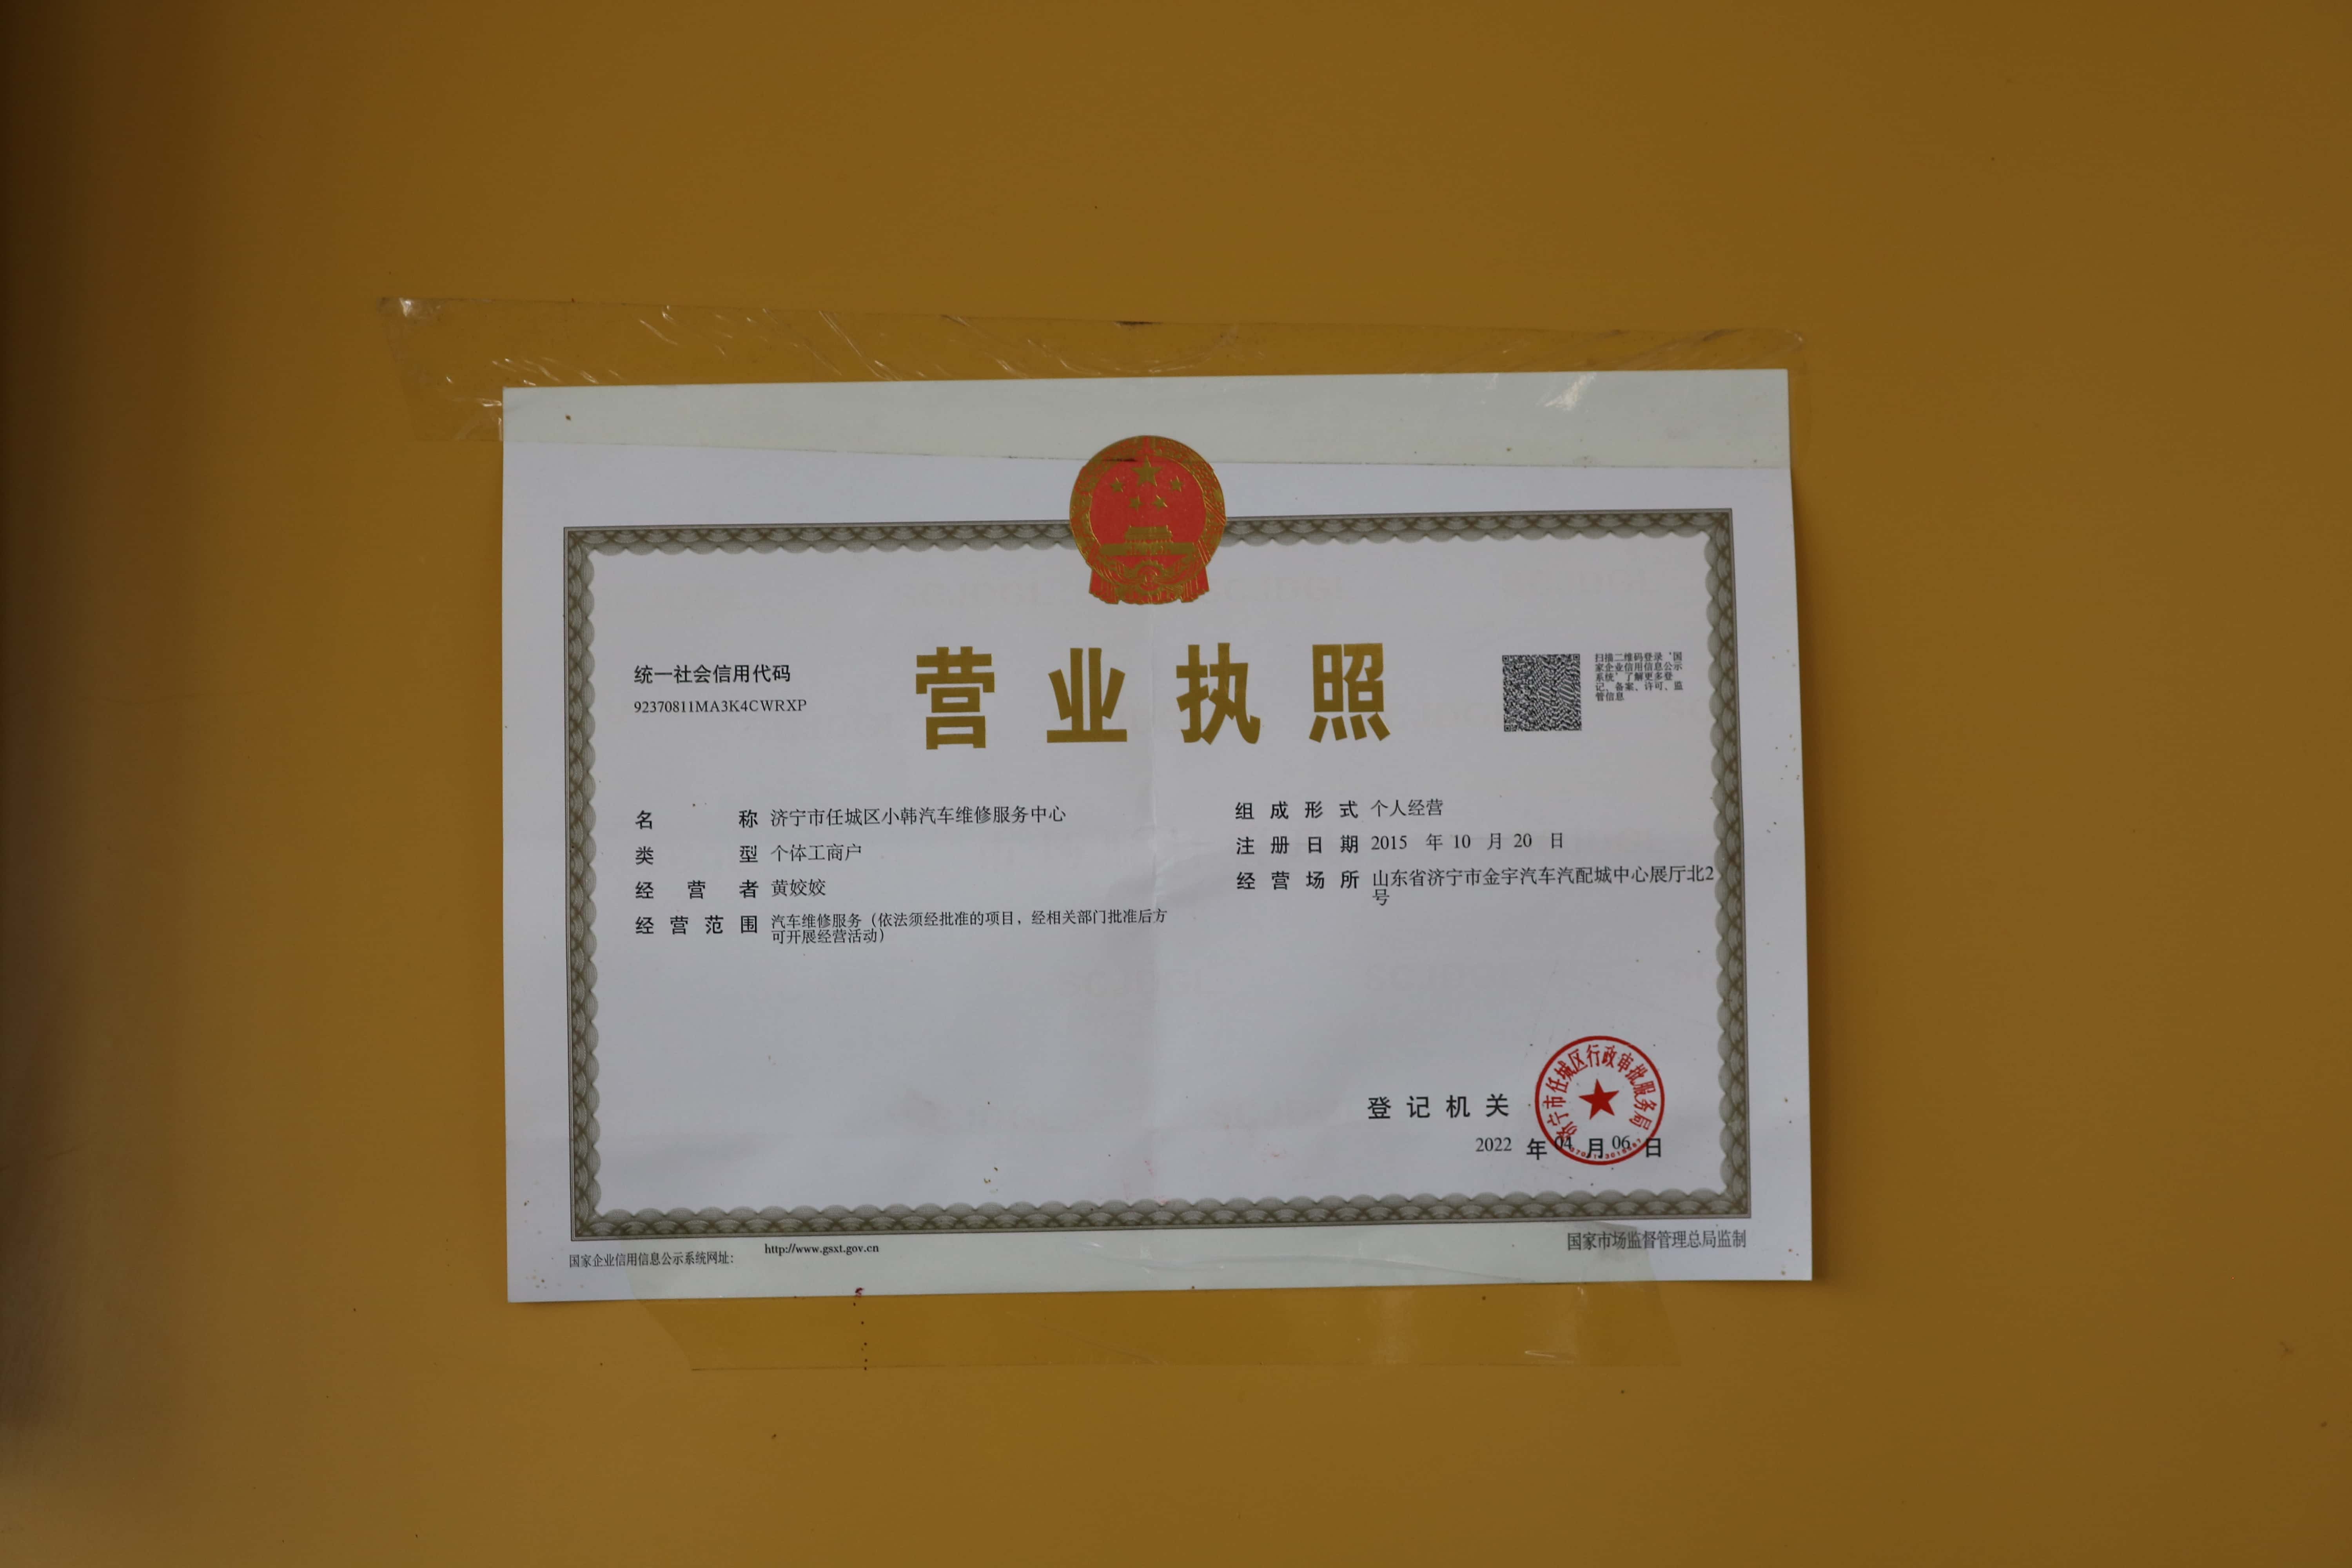 营业执照
统一社会信用代码
92370811MA3K4CWRXP
扫描二维码登录‘国
家企业信用信息公示
系统’了解更多登
记、备案、许可、监
管信息
名称 济宁市任城区小韩汽车维修服务中心
类型 个体工商户
经营者 黄姣姣
经营范围 汽车维修服务（依法须经批准的项目，经相关部门批准后方
可开展经营活动）
组成形式 个人经营
注册日期 2015 年 10 月 20 日
经营场所 山东省济宁市金宇汽车汽配城中心展厅北2
号
登记机关
济宁市任城区行政审批服务局
2022 年 04 月 06 日
国家企业信用信息公示系统网址：
http://www.gsxt.gov.cn
国家市场监督管理总局监制